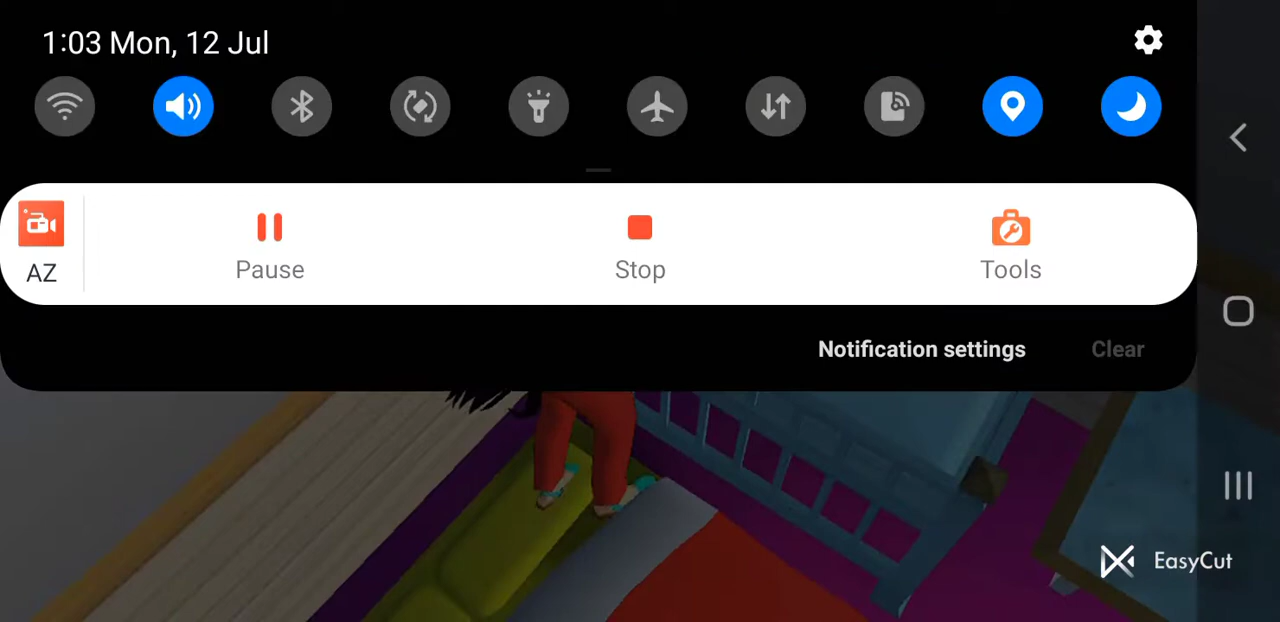 1:03 Mon, 12 Jul
AZ
Pause
Stop
Tools
Notification settings
Clear
EasyCut